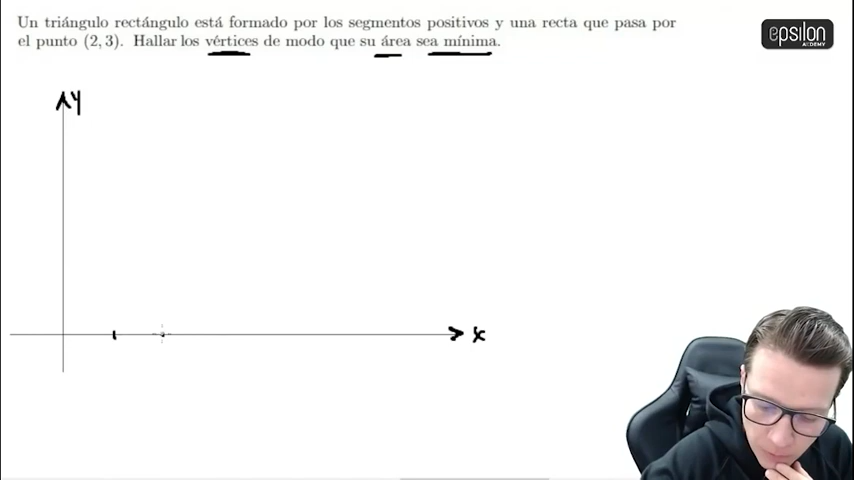 Un triángulo rectángulo está formado por los segmentos positivos y una recta que pasa por
el punto (2, 3). Hallar los vértices de modo que su área sea mínima.
epsilon
ACADEMY
y
x